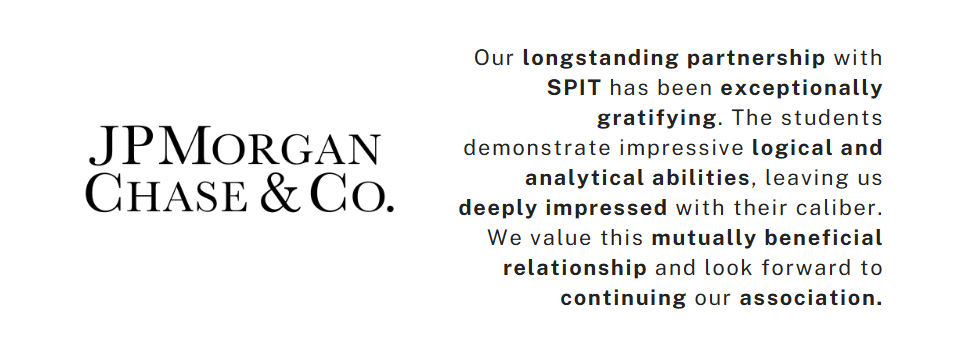 JPMORGAN
CHASE & CO.
Our longstanding partnership with
SPIT has been exceptionally
gratifying. The students
demonstrate impressive logical and
analytical abilities, leaving us
deeply impressed with their caliber.
We value this mutually beneficial
relationship and look forward to
continuing our association.